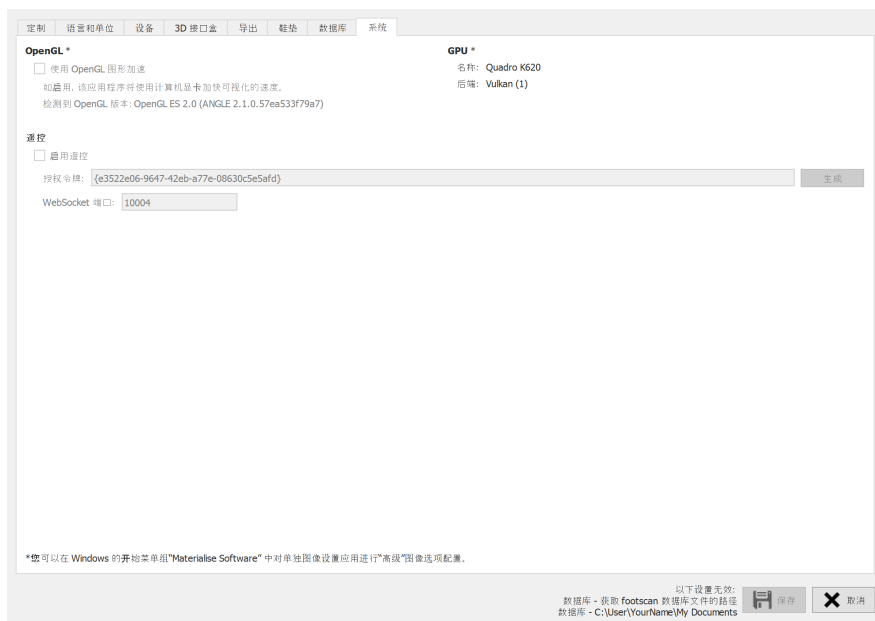 定制 语言和单位 设备 3D 接口盒 导出 鞋垫 数据库 系统
OpenGL *
使用 OpenGL 图形加速
如启用, 该应用程序将使用计算机显卡加快可视化的速度。
检测到 OpenGL 版本: OpenGL ES 2.0 (ANGLE 2.1.0.57ea533f79a7)
GPU *
名称: Quadro K620
后端: Vulkan (1)
遥控
启用遥控
授权令牌: {e3522e06-9647-42eb-a77e-08630c5e5afd} 生成
WebSocket 端口: 10004
*您可以在 Windows 的开始菜单组"Materialise Software" 中对单独图像设置应用进行"高级"图像选项配置。
以下设置无效:
数据库 - 获取 footscan 数据库文件的路径
数据库 - C:\User\YourName\My Documents
保存 取消